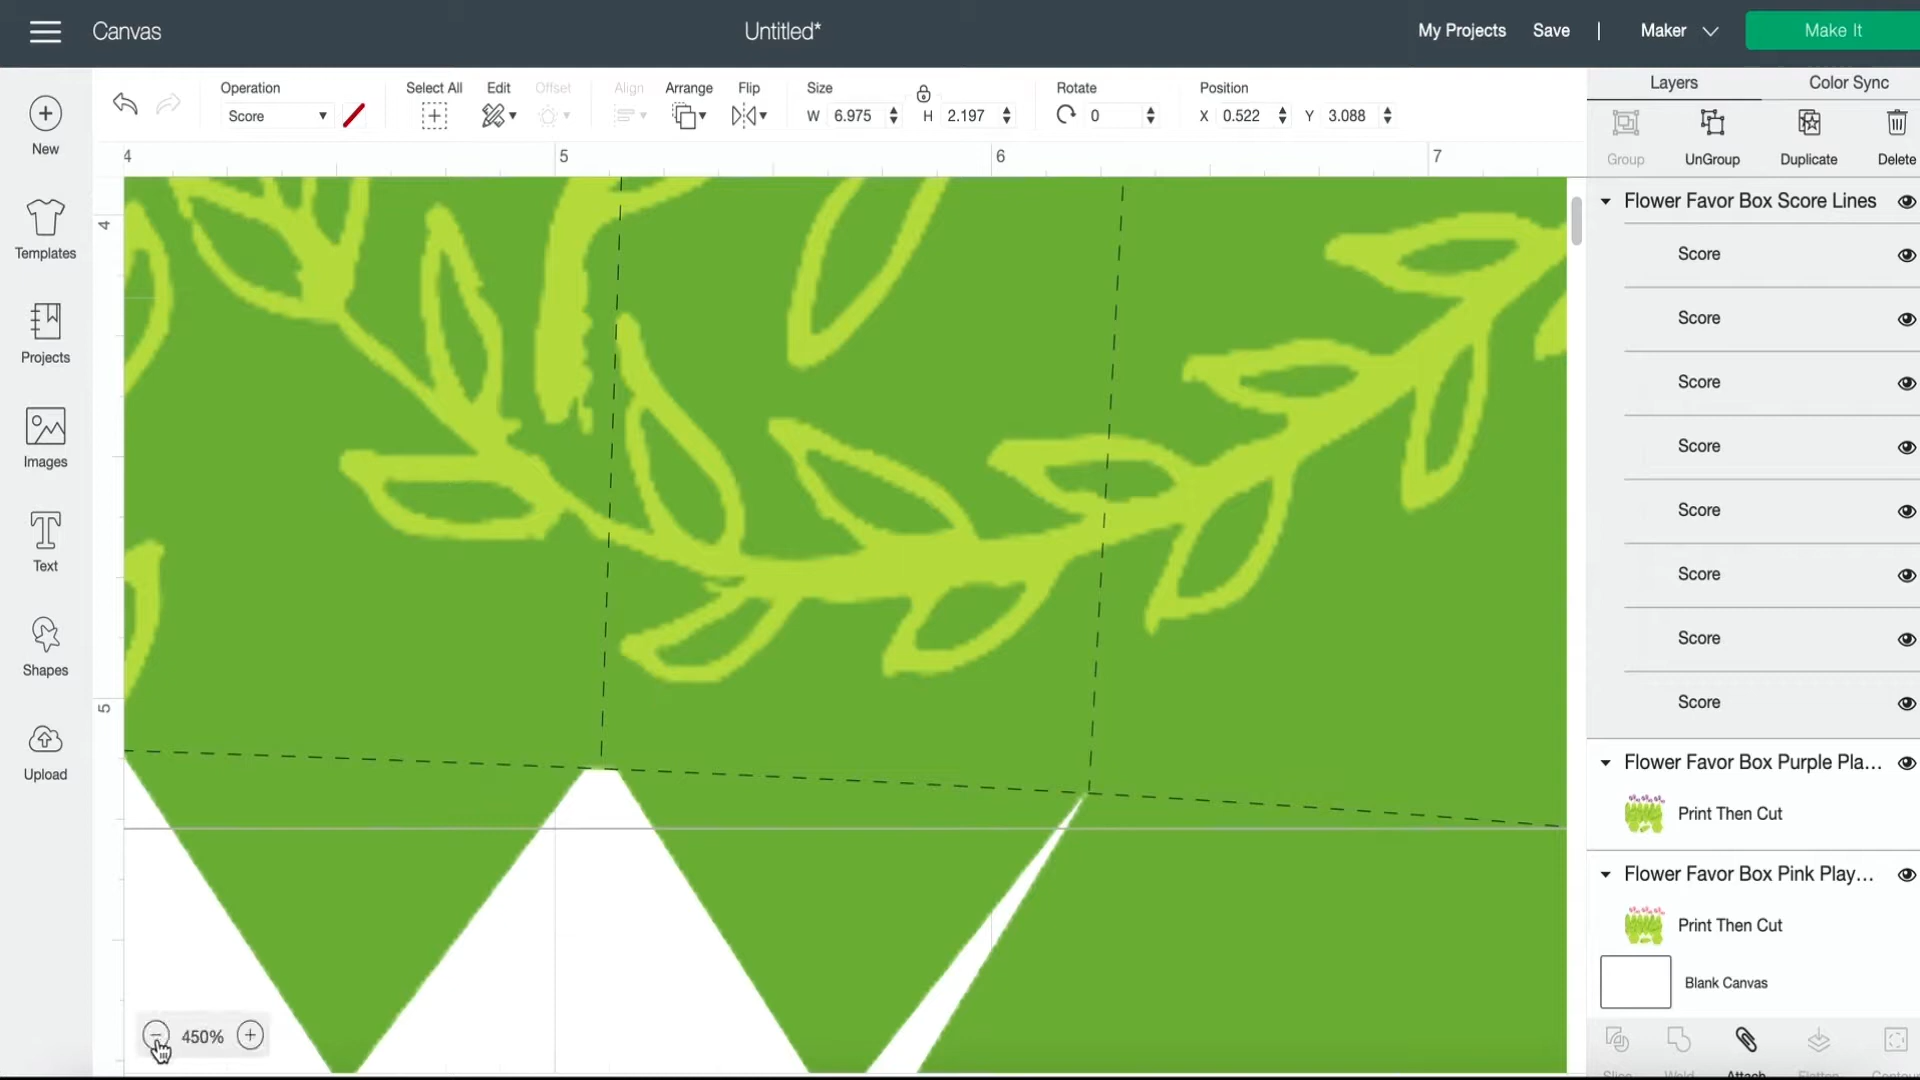 Canvas
Untitled*
My Projects Save | Maker Make It
New
Templates
Projects
Images
Text
Shapes
Upload
Operation
Score
Select All
Edit
Offset
Align
Arrange
Flip
Size
W 6.975 H 2.197
Rotate
0
Position
X 0.522 Y 3.088
Layers Color Sync
Group UnGroup Duplicate Delete
4 5 6 7
4
5
Flower Favor Box Score Lines
Score
Score
Score
Score
Score
Score
Score
Score
Flower Favor Box Purple Pla...
Print Then Cut
Flower Favor Box Pink Play...
Print Then Cut
Blank Canvas
450%
Slice Weld Attach Flatten Contour